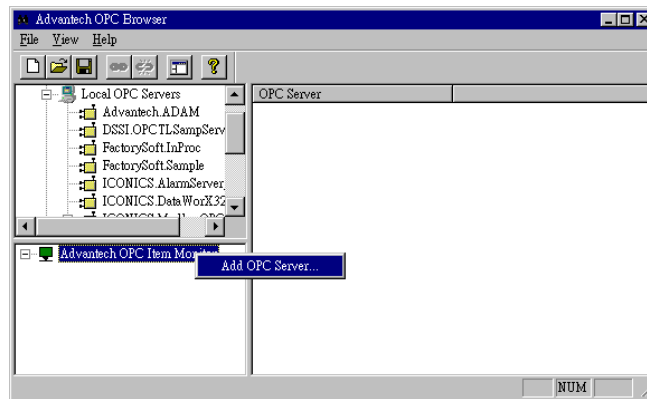 Advantech OPC Browser
File View Help
Local OPC Servers
Advantech.ADAM
DSSI.OPCTLSampServ
FactorySoft.InProc
FactorySoft.Sample
ICONICS.AlarmServer
ICONICS.DataWorX32
OPC Server
Advantech OPC Item Monitor
Add OPC Server...
NUM